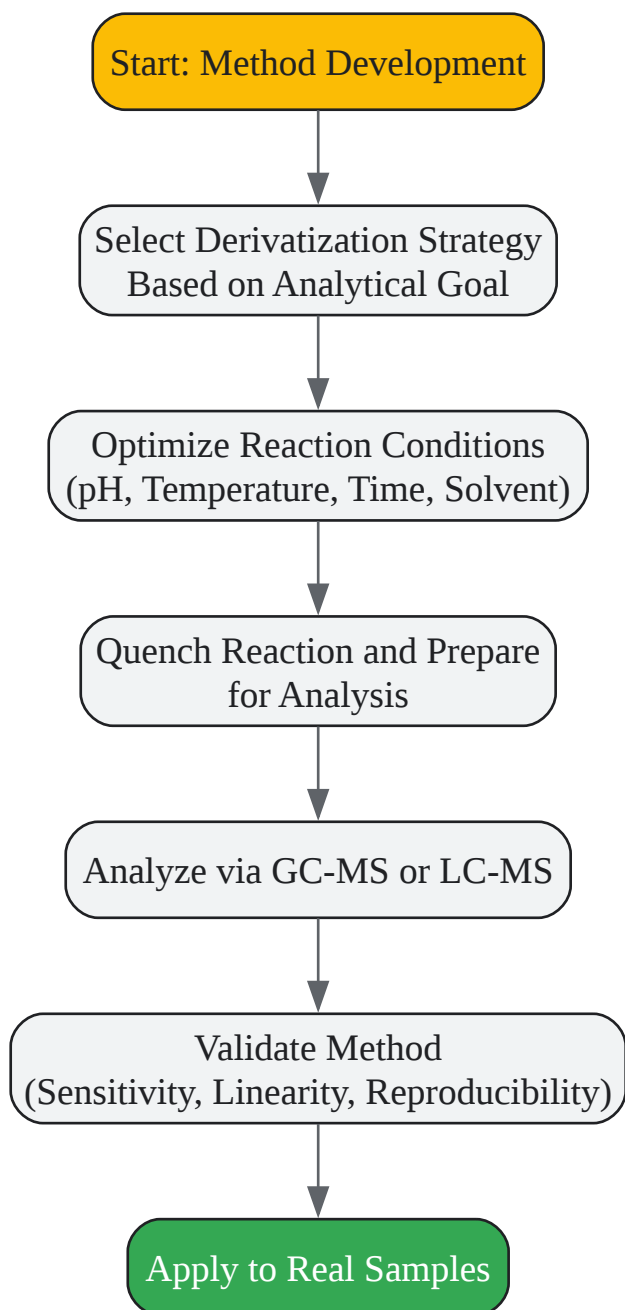 Start: Method Development
Select Derivatization Strategy
Based on Analytical Goal
Optimize Reaction Conditions
(pH, Temperature, Time, Solvent)
Quench Reaction and Prepare
for Analysis
Analyze via GC-MS or LC-MS
Validate Method
(Sensitivity, Linearity, Reproducibility)
Apply to Real Samples